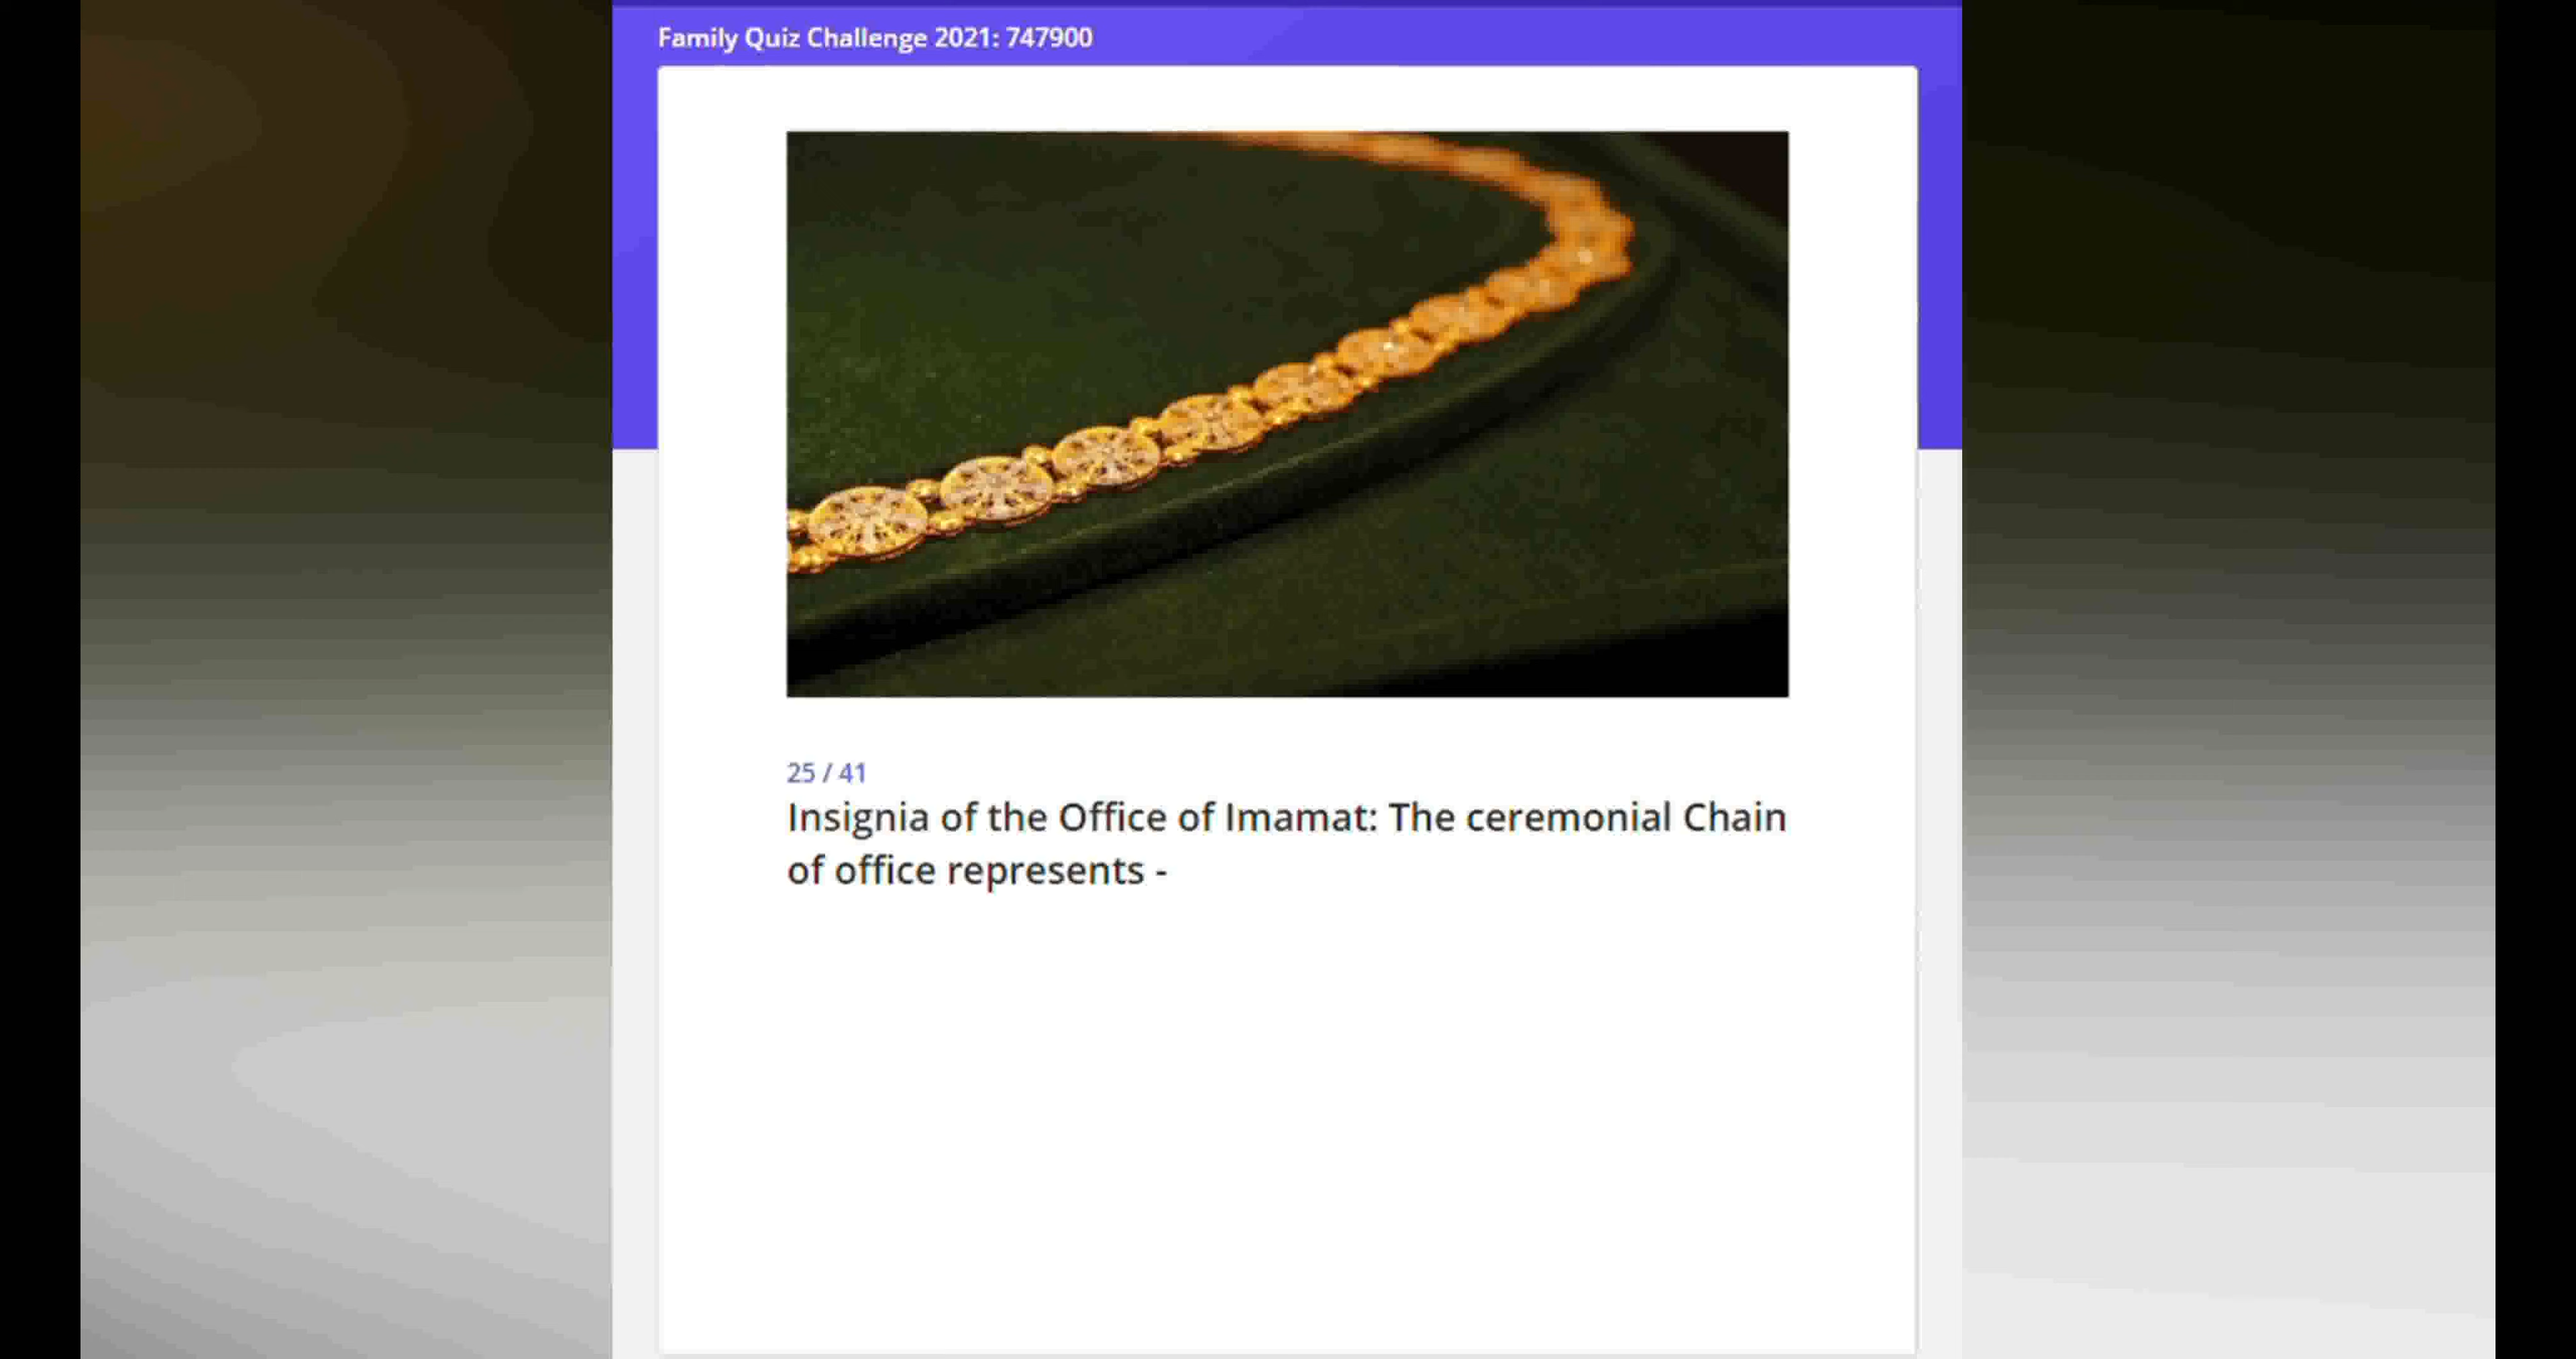 Family Quiz Challenge 2021: 747900
25 / 41
Insignia of the Office of Imamat: The ceremonial Chain
of office represents -